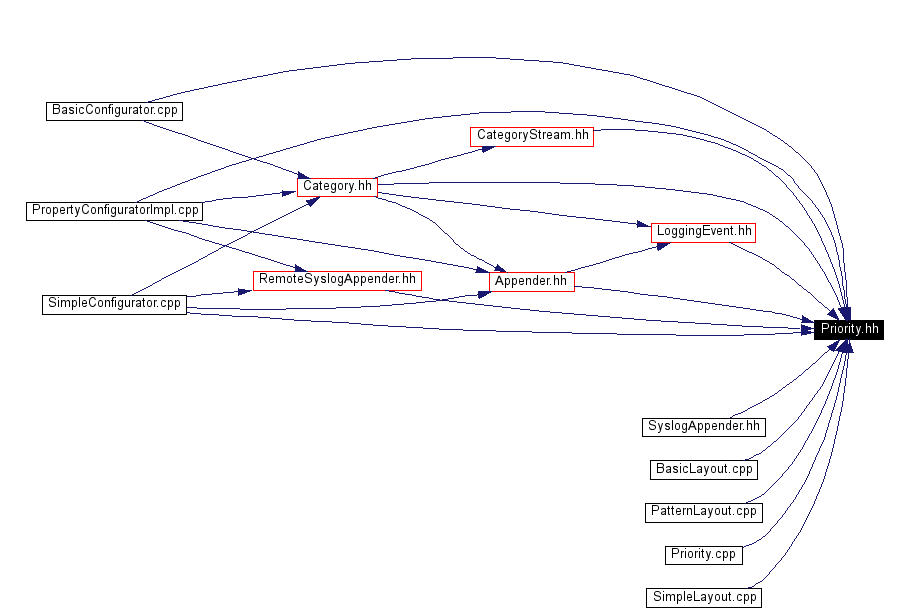 BasicConfigurator.cpp
CategoryStream.hh
Category.hh
PropertyConfiguratorImpl.cpp
LoggingEvent.hh
RemoteSyslogAppender.hh
Appender.hh
SimpleConfigurator.cpp
Priority.hh
SyslogAppender.hh
BasicLayout.cpp
PatternLayout.cpp
Priority.cpp
SimpleLayout.cpp